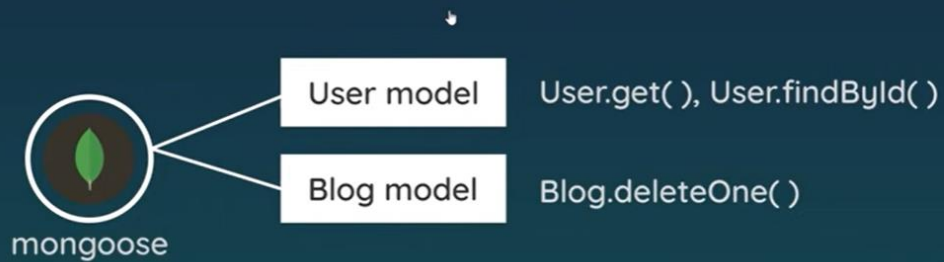 User model
User.get( ), User.findById( )
Blog model
Blog.deleteOne( )
mongoose